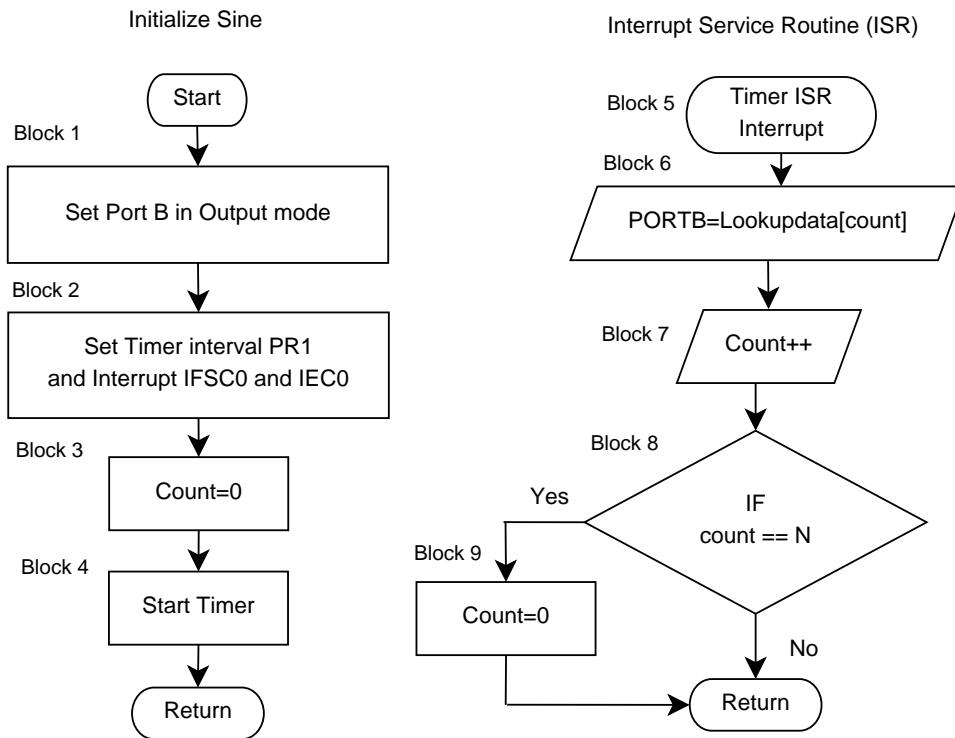 Initialize Sine
Start
Block 1
Set Port B in Output mode
Block 2
Set Timer interval PR1
and Interrupt IFSC0 and IEC0
Block 3
Count=0
Block 4
Start Timer
Return
Interrupt Service Routine (ISR)
Block 5
Timer ISR
Interrupt
Block 6
PORTB=Lookupdata[count]
Block 7
Count++
Block 8
IF
count == N
Yes
Block 9
Count=0
No
Return